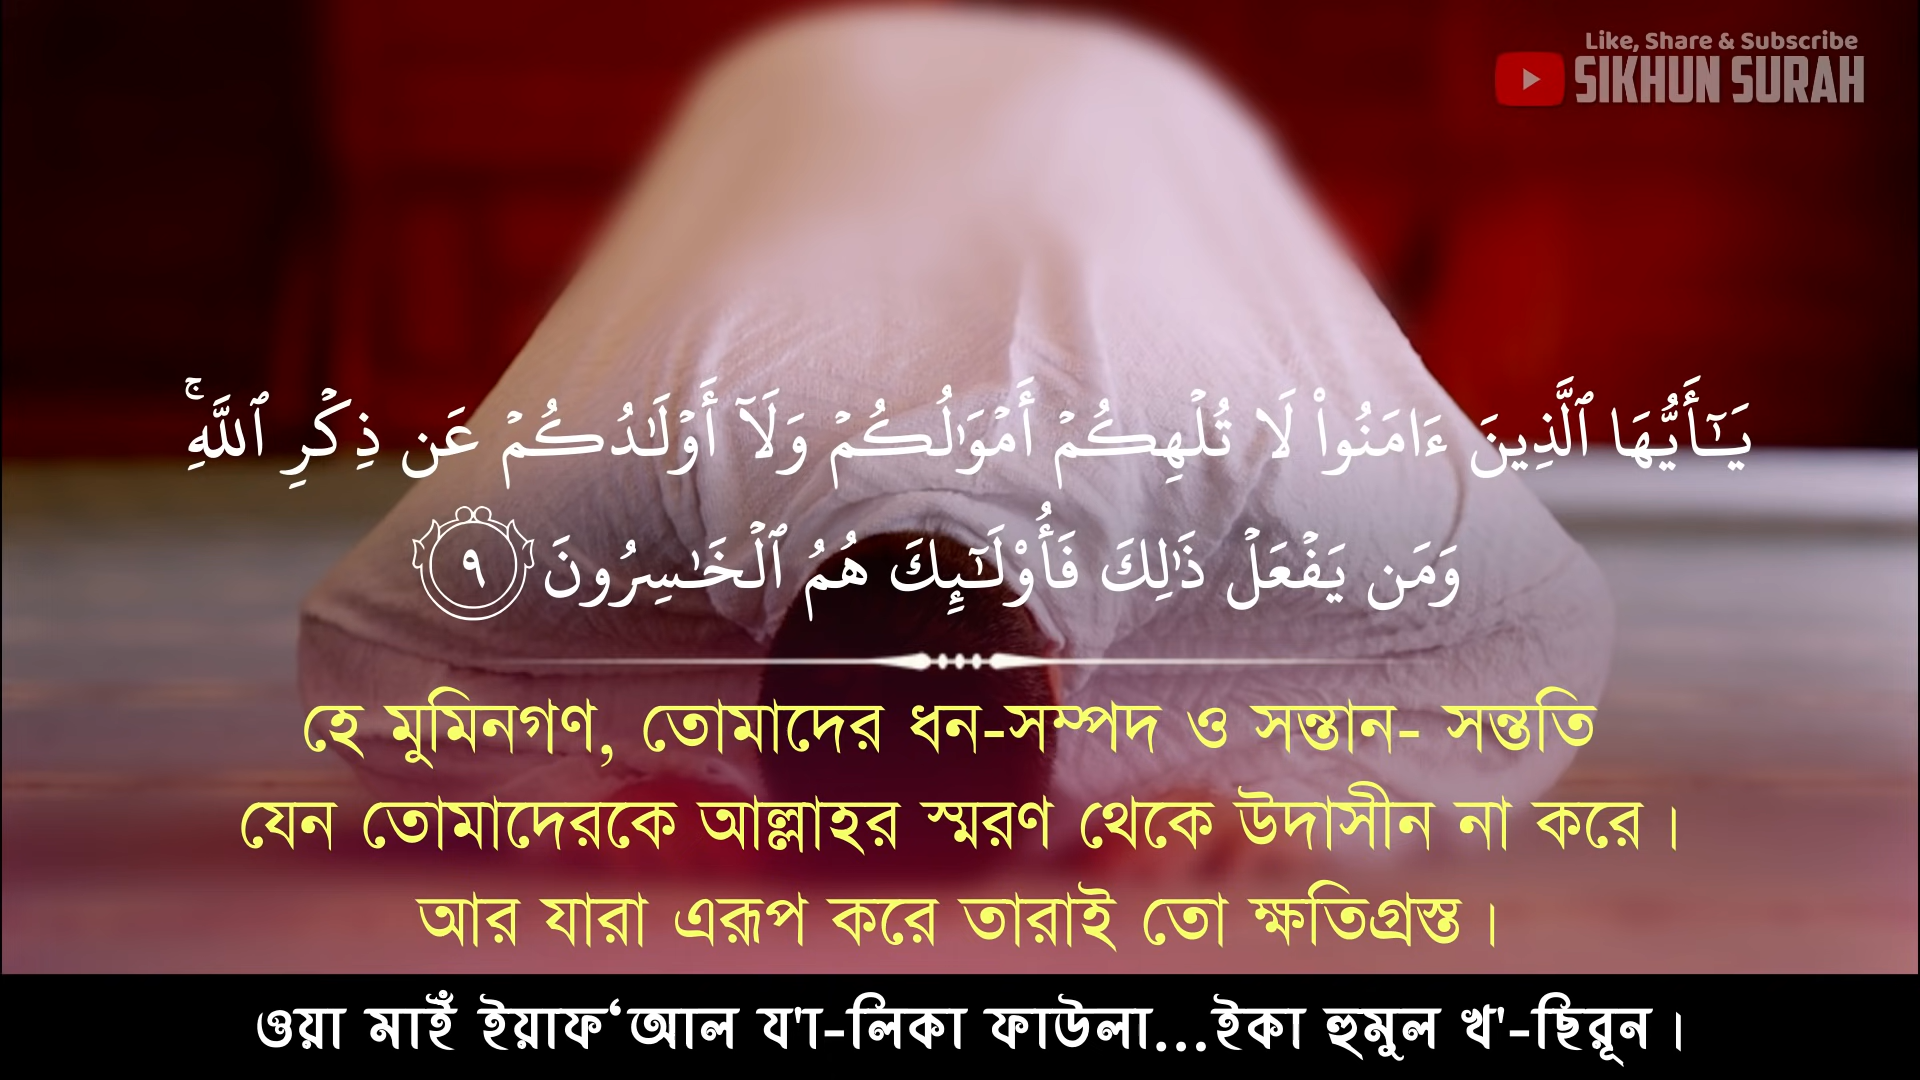 Like, Share & Subscribe
SIKHUN SURAH
يَـٰٓأَيُّهَا ٱلَّذِينَ ءَامَنُوا۟ لَا تُلْهِكُمْ أَمْوَٰلُكُمْ وَلَآ أَوْلَـٰدُكُمْ عَن ذِكْرِ ٱللَّهِ ۚ
وَمَن يَفْعَلْ ذَٰلِكَ فَأُو۟لَـٰٓئِكَ هُمُ ٱلْخَـٰسِرُونَ ٩
হে মুমিনগণ, তোমাদের ধন-সম্পদ ও সন্তান- সন্ততি
যেন তোমাদেরকে আল্লাহর স্মরণ থেকে উদাসীন না করে।
আর যারা এরূপ করে তারাই তো ক্ষতিগ্রস্ত।
ওয়া মাইঁ ইয়াফ‘আল য'া-লিকা ফাউলা...ইকা হুমুল খ'-ছিরূন।